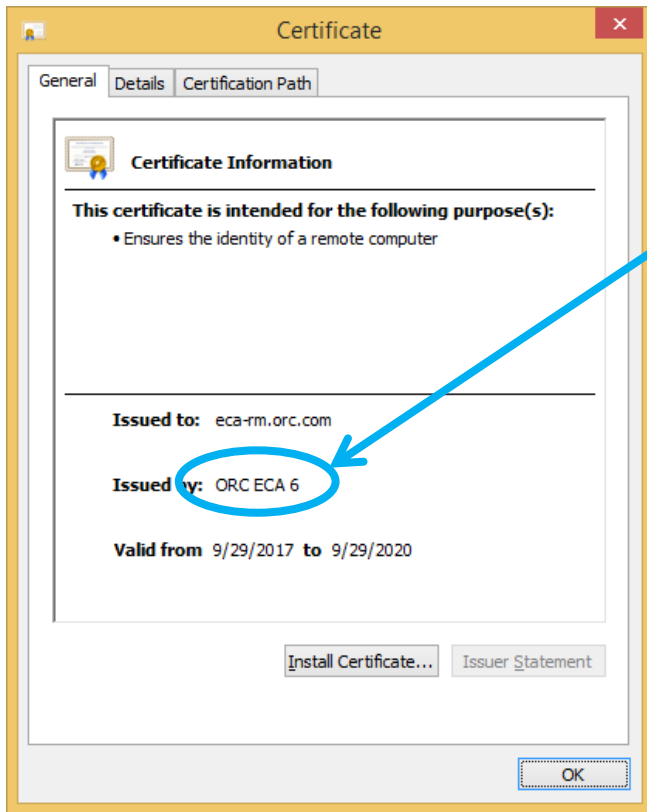 Certificate
×
General Details Certification Path
Certificate Information
This certificate is intended for the following purpose(s):
• Ensures the identity of a remote computer
Issued to: eca-rm.orc.com
Issued by: ORC ECA 6
Valid from 9/29/2017 to 9/29/2020
Install Certificate... Issuer Statement
OK